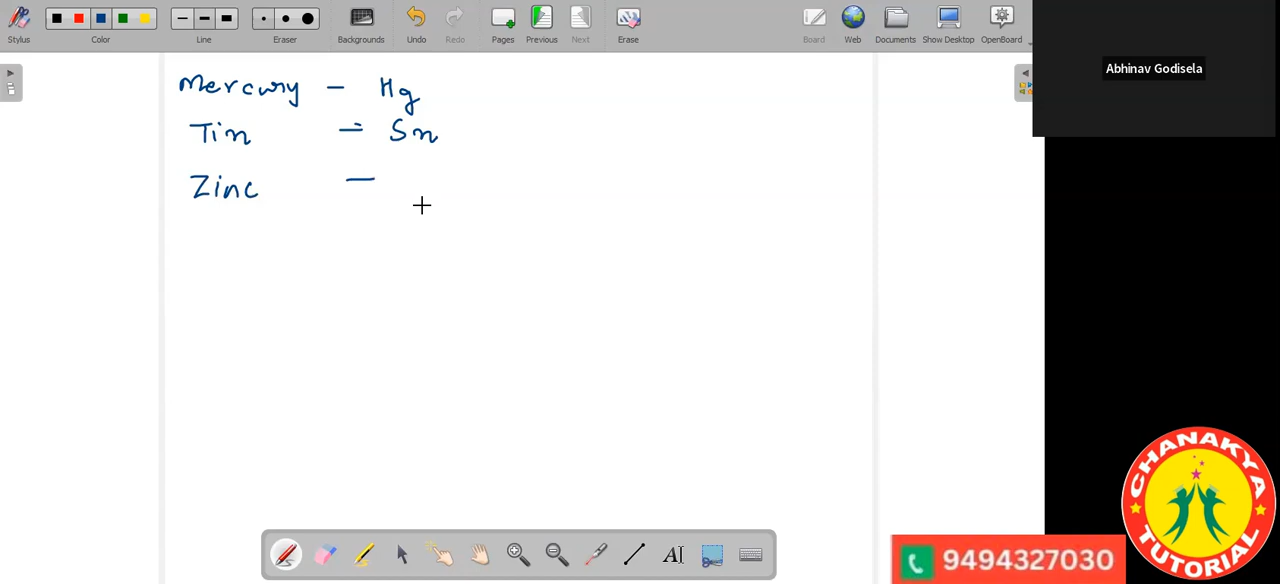 Stylus
Color
Line
Eraser
Backgrounds
Undo
Redo
Pages
Previous
Next
Erase
Board
Web
Documents
Show Desktop
OpenBoard
Abhinav Godisela
Mercury - Hg
Tin = Sn
Zinc -
CHANAKYA
TUTORIAL
9494327030